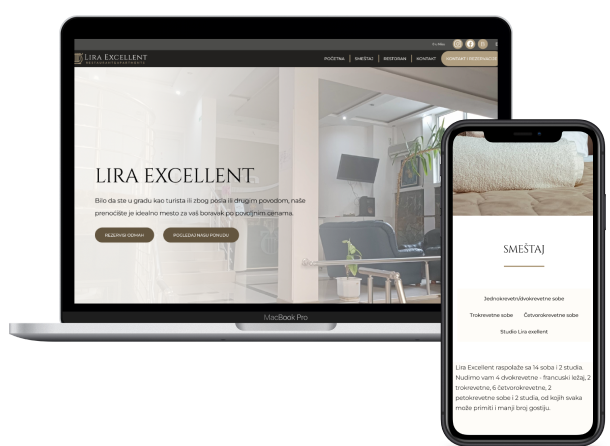 LIRA EXCELLENT
POČETNA
SMEŠTAJ
RESTORAN
KONTAKT
LIRA EXCELLENT
Bilo da ste u gradu kao turista ili zbog posla ili drugim povodom, naše
prenoćište je idealno mesto za vaš boravak po povoljnim cenama.
REZERVIŠI ODMAH
POGLEDAJ NAŠU PONUDU
MacBook Pro
SMEŠTAJ
Jednokrevetn/dvokrevetne sobe
Trokrevetne sobe Četvorokrevetne sobe
Studio Lira exellent
Lira Excellent raspolaže sa 14 soba i 2 studia.
Nudimo vam 4 dvokrevetne - francuski ležaj, 2
trokrevetne, 6 četvorokrevetne, 2
petokrevetne sobe i 2 studia, od kojih svaka
može primiti i manji broj gostiju.